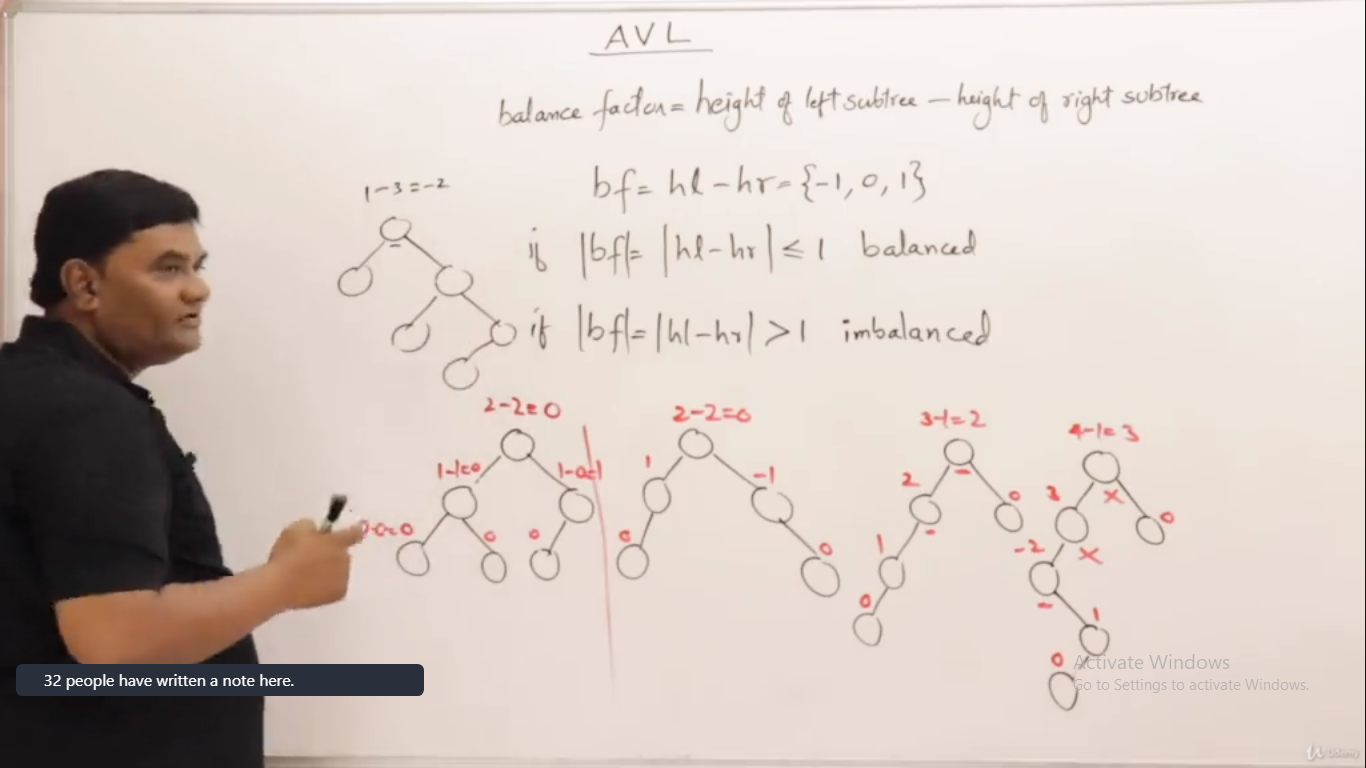 AVL
balance factor = height of left subtree – height of right subtree
bf = hl – hr = {-1, 0, 1}
if |bf| = |hl – hr| ≤ 1 balanced
if |bf| = |hl – hr| > 1 imbalanced
1 – 3 = -2
2-2=0
1-1=0
1-0=1
0-0=0
0
0
2-2=0
1
-1
0
0
3-1=2
2
0
1
0
4-1=3
3
x
0
-2
x
1
0
32 people have written a note here.
Activate Windows
Go to Settings to activate Windows.
Udemy